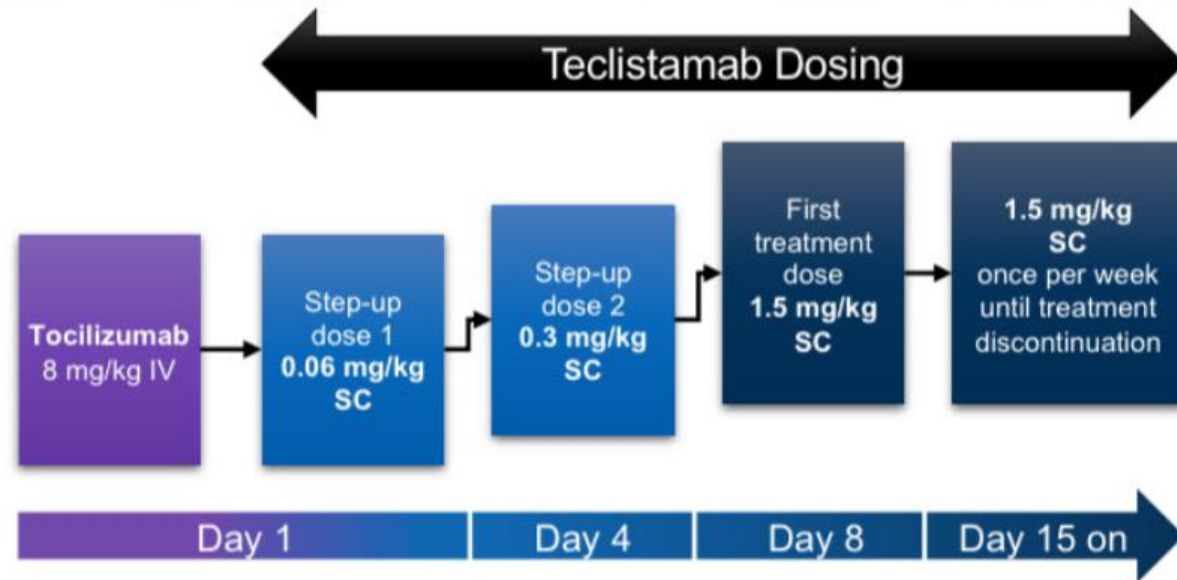 Teclistamab Dosing
Tocilizumab
8 mg/kg IV
Step-up
dose 1
0.06 mg/kg
SC
Step-up
dose 2
0.3 mg/kg
SC
First
treatment
dose
1.5 mg/kg
SC
1.5 mg/kg
SC
once per week
until treatment
discontinuation
Day 1
Day 4
Day 8
Day 15 on